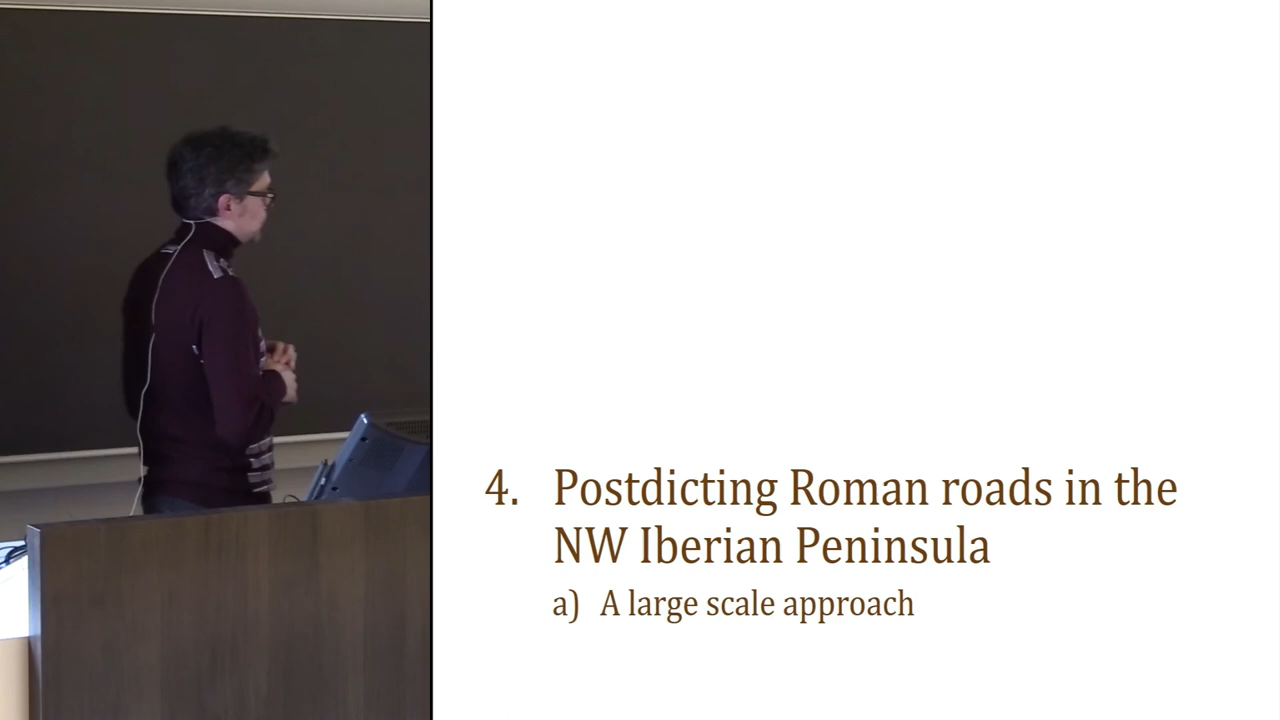 4. Postdicting Roman roads in the
NW Iberian Peninsula
a) A large scale approach